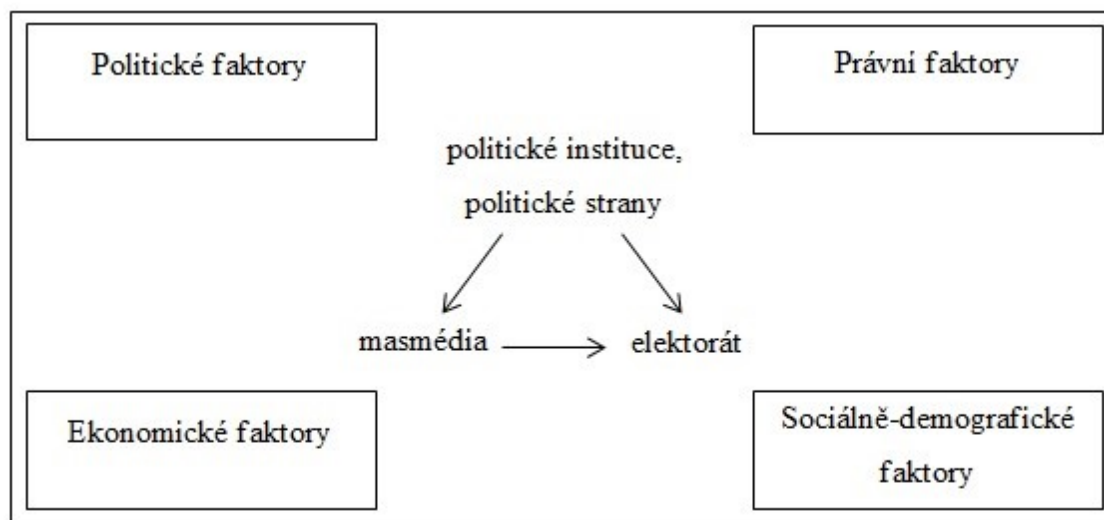 Politické faktory
Právní faktory
politické instituce,
politické strany
masmédia
elektorát
Ekonomické faktory
Sociálně-demografické
faktory